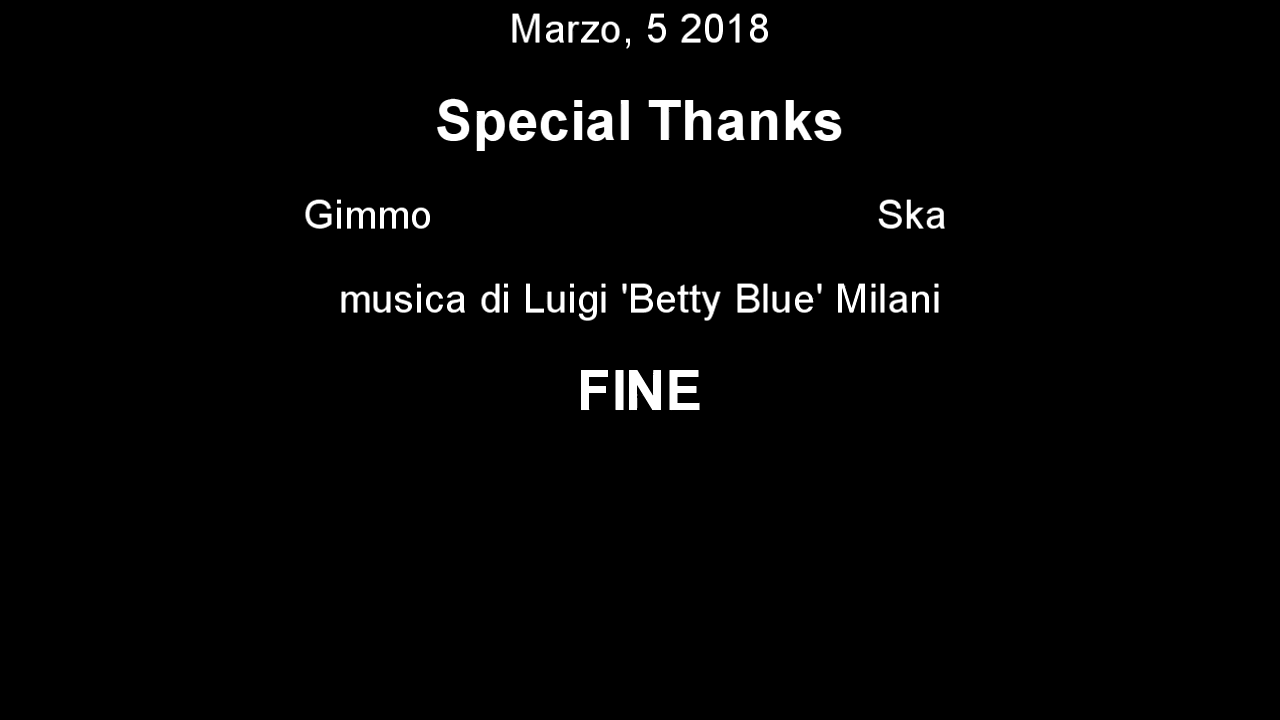 Marzo, 5 2018
Special Thanks
Gimmo Ska
musica di Luigi 'Betty Blue' Milani
FINE